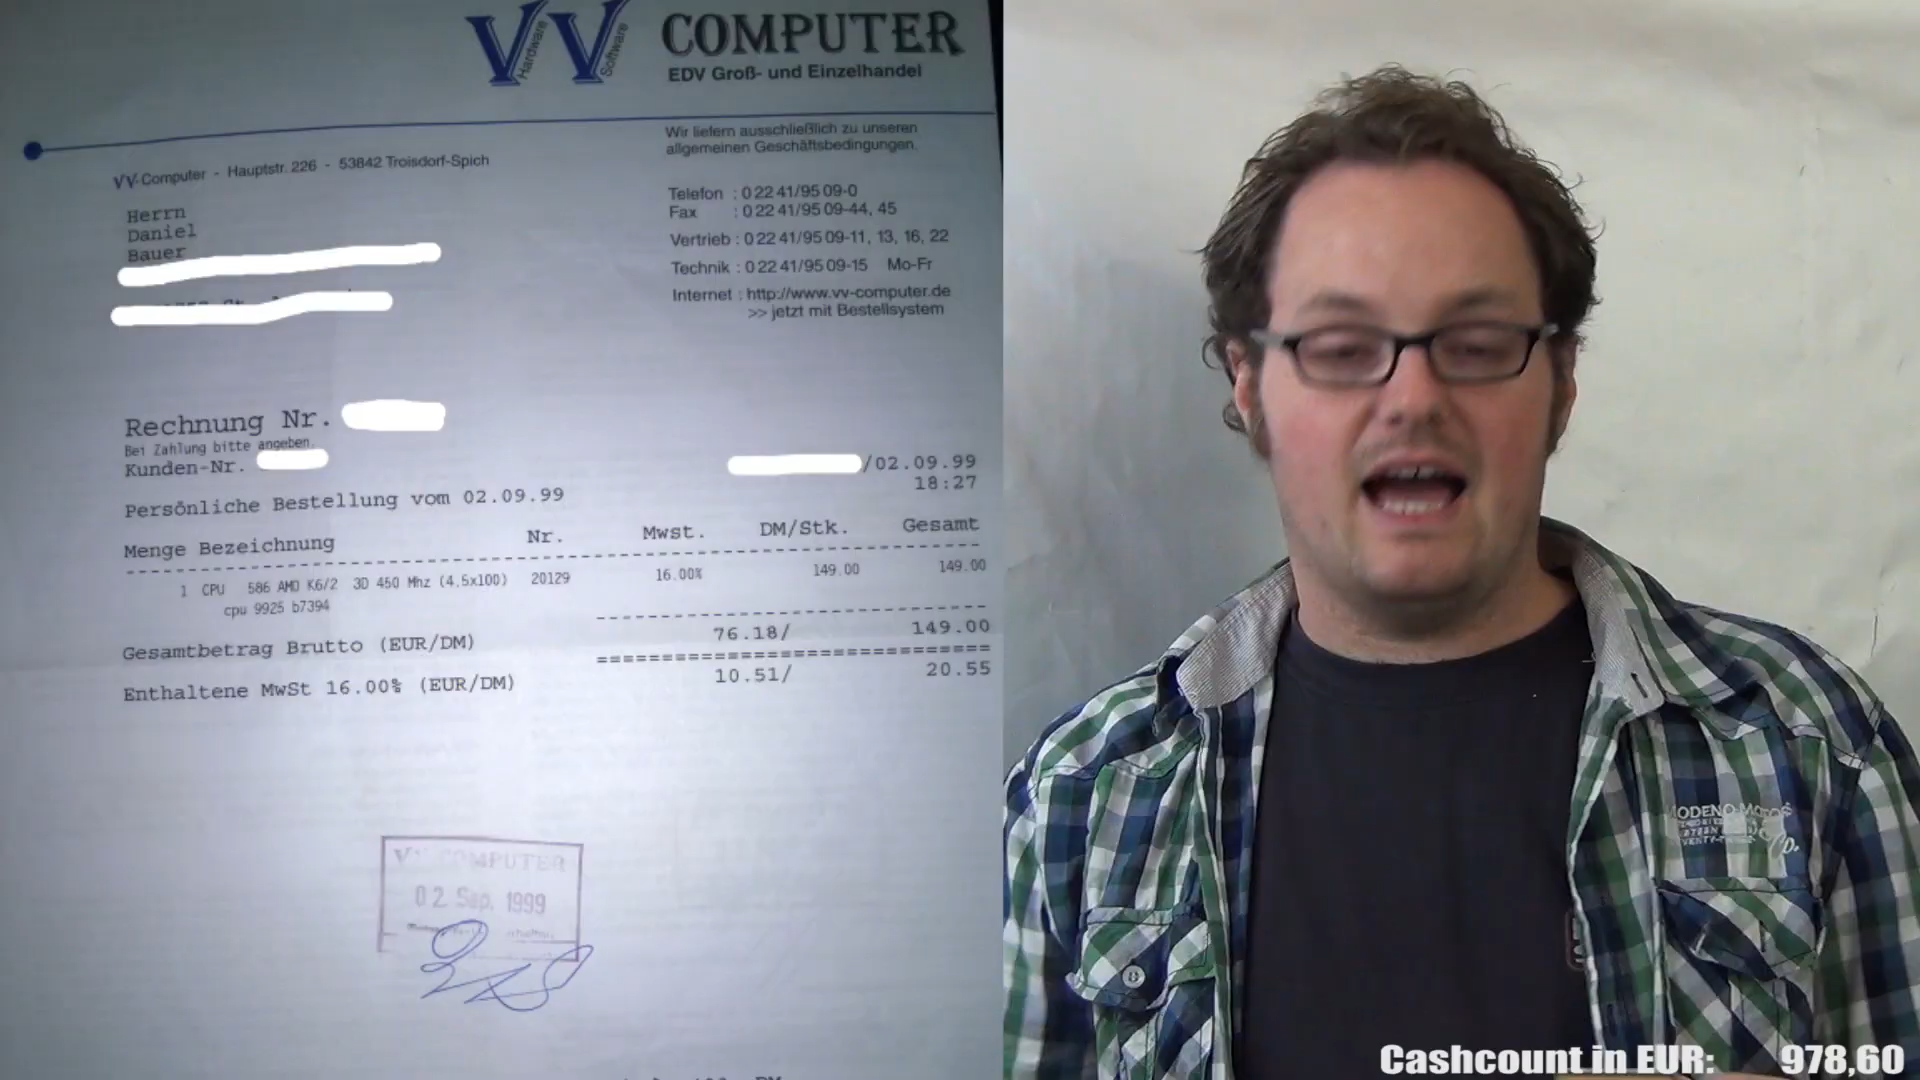 VV COMPUTER
Hardware Software
EDV Groß- und Einzelhandel
Wir liefern ausschließlich zu unseren
allgemeinen Geschäftsbedingungen.
VV-Computer - Hauptstr. 226 - 53842 Troisdorf-Spich
Herrn
Daniel
Bauer
Telefon : 0 22 41/95 09-0
Fax : 0 22 41/95 09-44, 45
Vertrieb : 0 22 41/95 09-11, 13, 16, 22
Technik : 0 22 41/95 09-15 Mo-Fr
Internet : http://www.vv-computer.de
>> jetzt mit Bestellsystem
Rechnung Nr.
Bei Zahlung bitte angeben.
Kunden-Nr.
/02.09.99
18:27
Persönliche Bestellung vom 02.09.99
Menge Bezeichnung Nr. Mwst. DM/Stk. Gesamt
1 CPU 586 AMD K6/2 3D 450 Mhz (4,5x100) 20129 16.00% 149.00 149.00
cpu 9925 b7394
Gesamtbetrag Brutto (EUR/DM) 76.18/ 149.00
Enthaltene MwSt 16.00% (EUR/DM) 10.51/ 20.55
COMPUTER
02. Sep. 1999
MODENO-MOTOS
Co.
Cashcount in EUR: 978,60